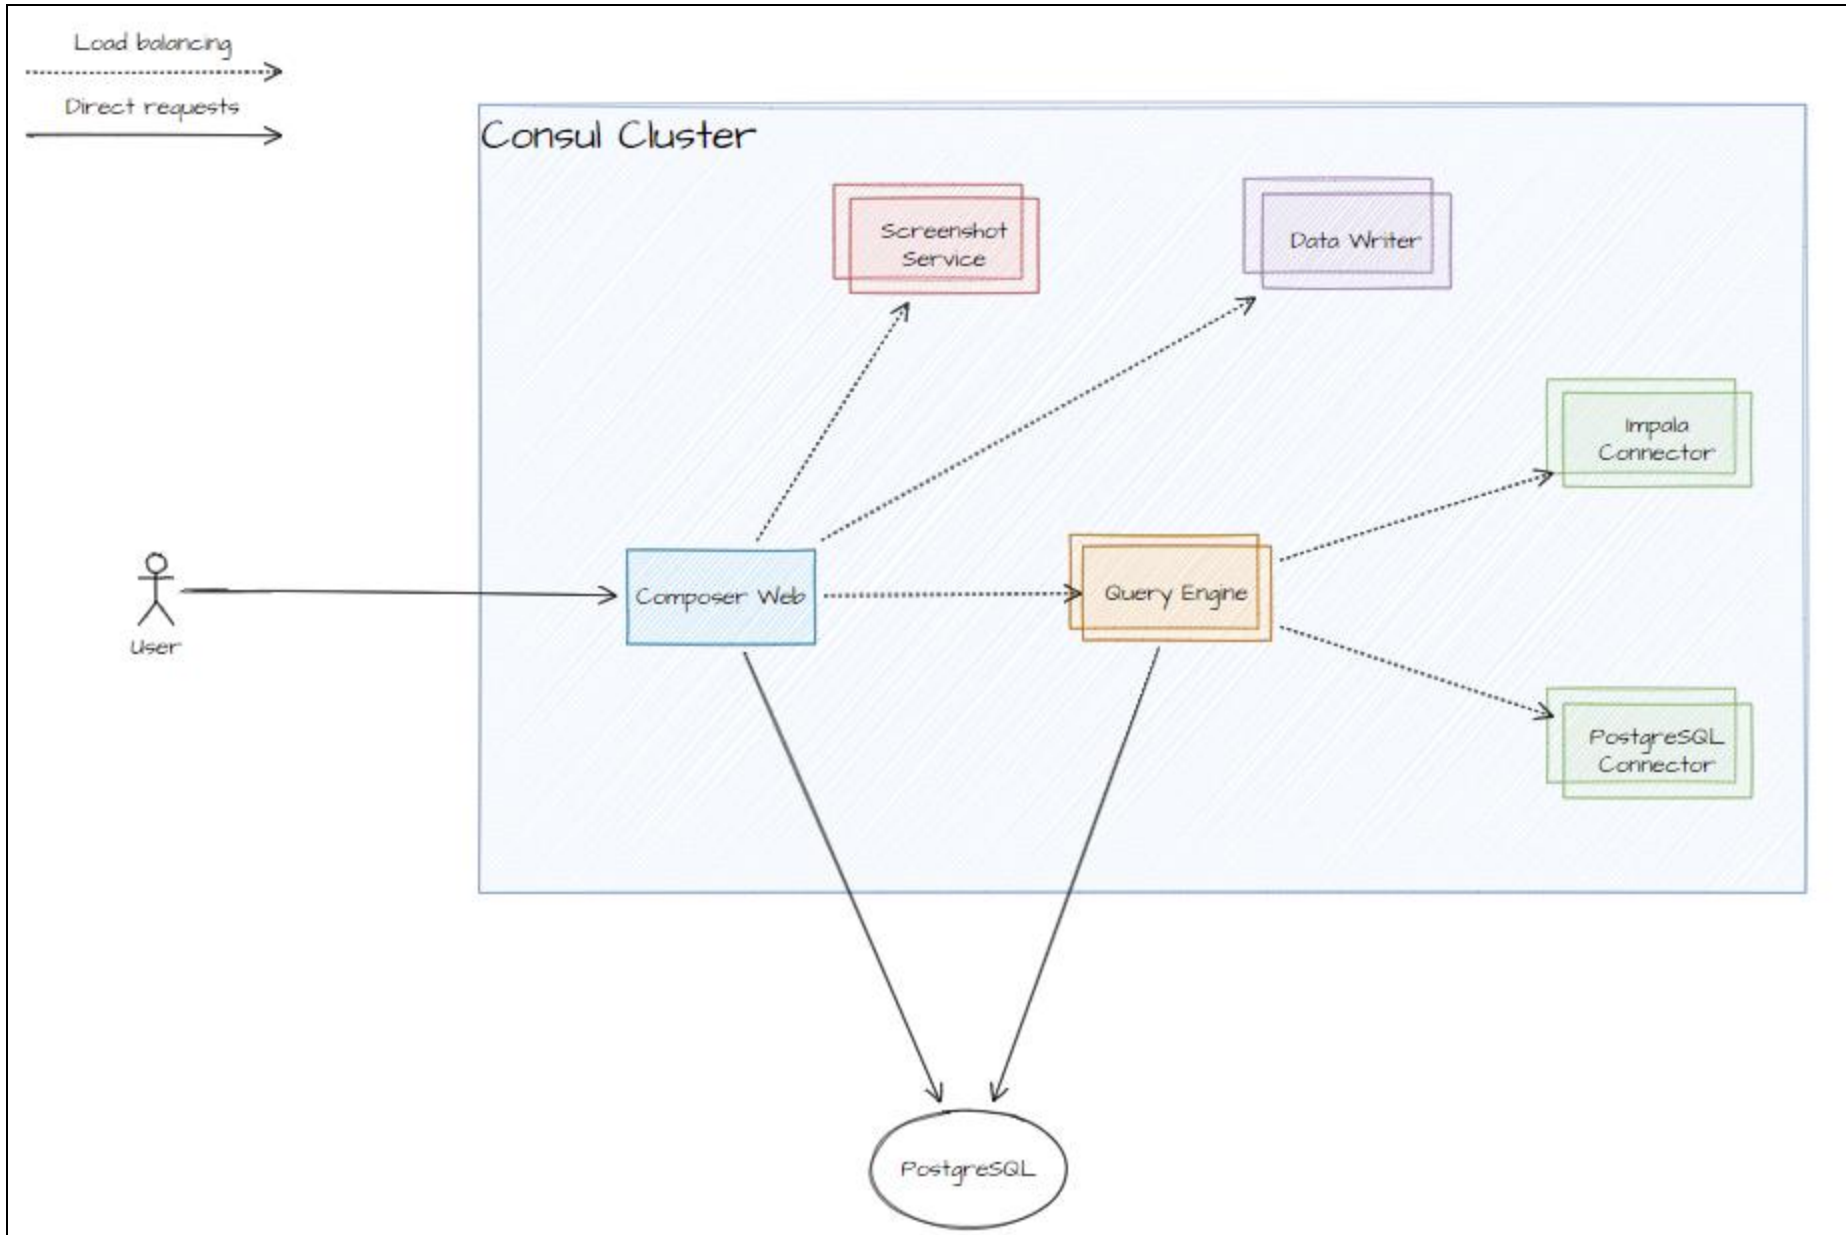 Load balancing
Direct requests
Consul Cluster
Screenshot
Service
Data Writer
Impala
Connector
Composer Web
Query Engine
User
PostgreSQL
Connector
PostgreSQL